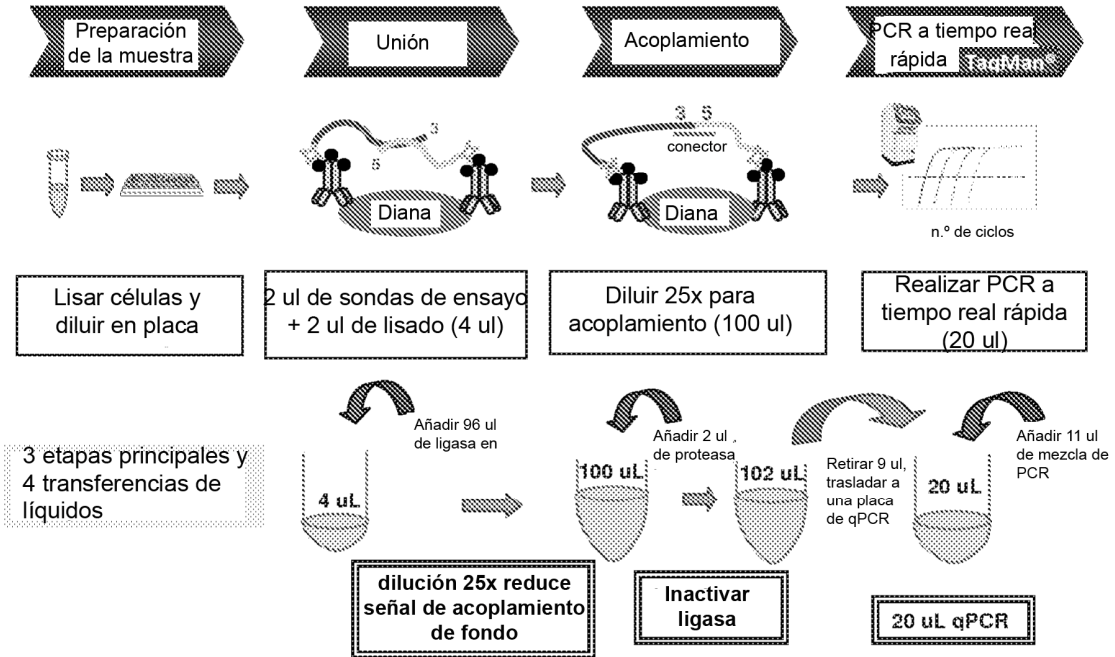 Preparación
de la muestra
Unión
Acoplamiento
PCR a tiempo real
rápida TaqMan®
3
5
3 5
conector
Diana
Diana
n.º de ciclos
Lisar células y
diluir en placa
2 ul de sondas de ensayo
+ 2 ul de lisado (4 ul)
Diluir 25x para
acoplamiento (100 ul)
Realizar PCR a
tiempo real rápida
(20 ul)
3 etapas principales y
4 transferencias de
líquidos
Añadir 96 ul
de ligasa en
4 uL
Añadir 2 ul
de proteasa
100 uL
102 uL
Retirar 9 ul,
trasladar a
una placa
de qPCR
20 uL
Añadir 11 ul
de mezcla de
PCR
dilución 25x reduce
señal de acoplamiento
de fondo
Inactivar
ligasa
20 uL qPCR